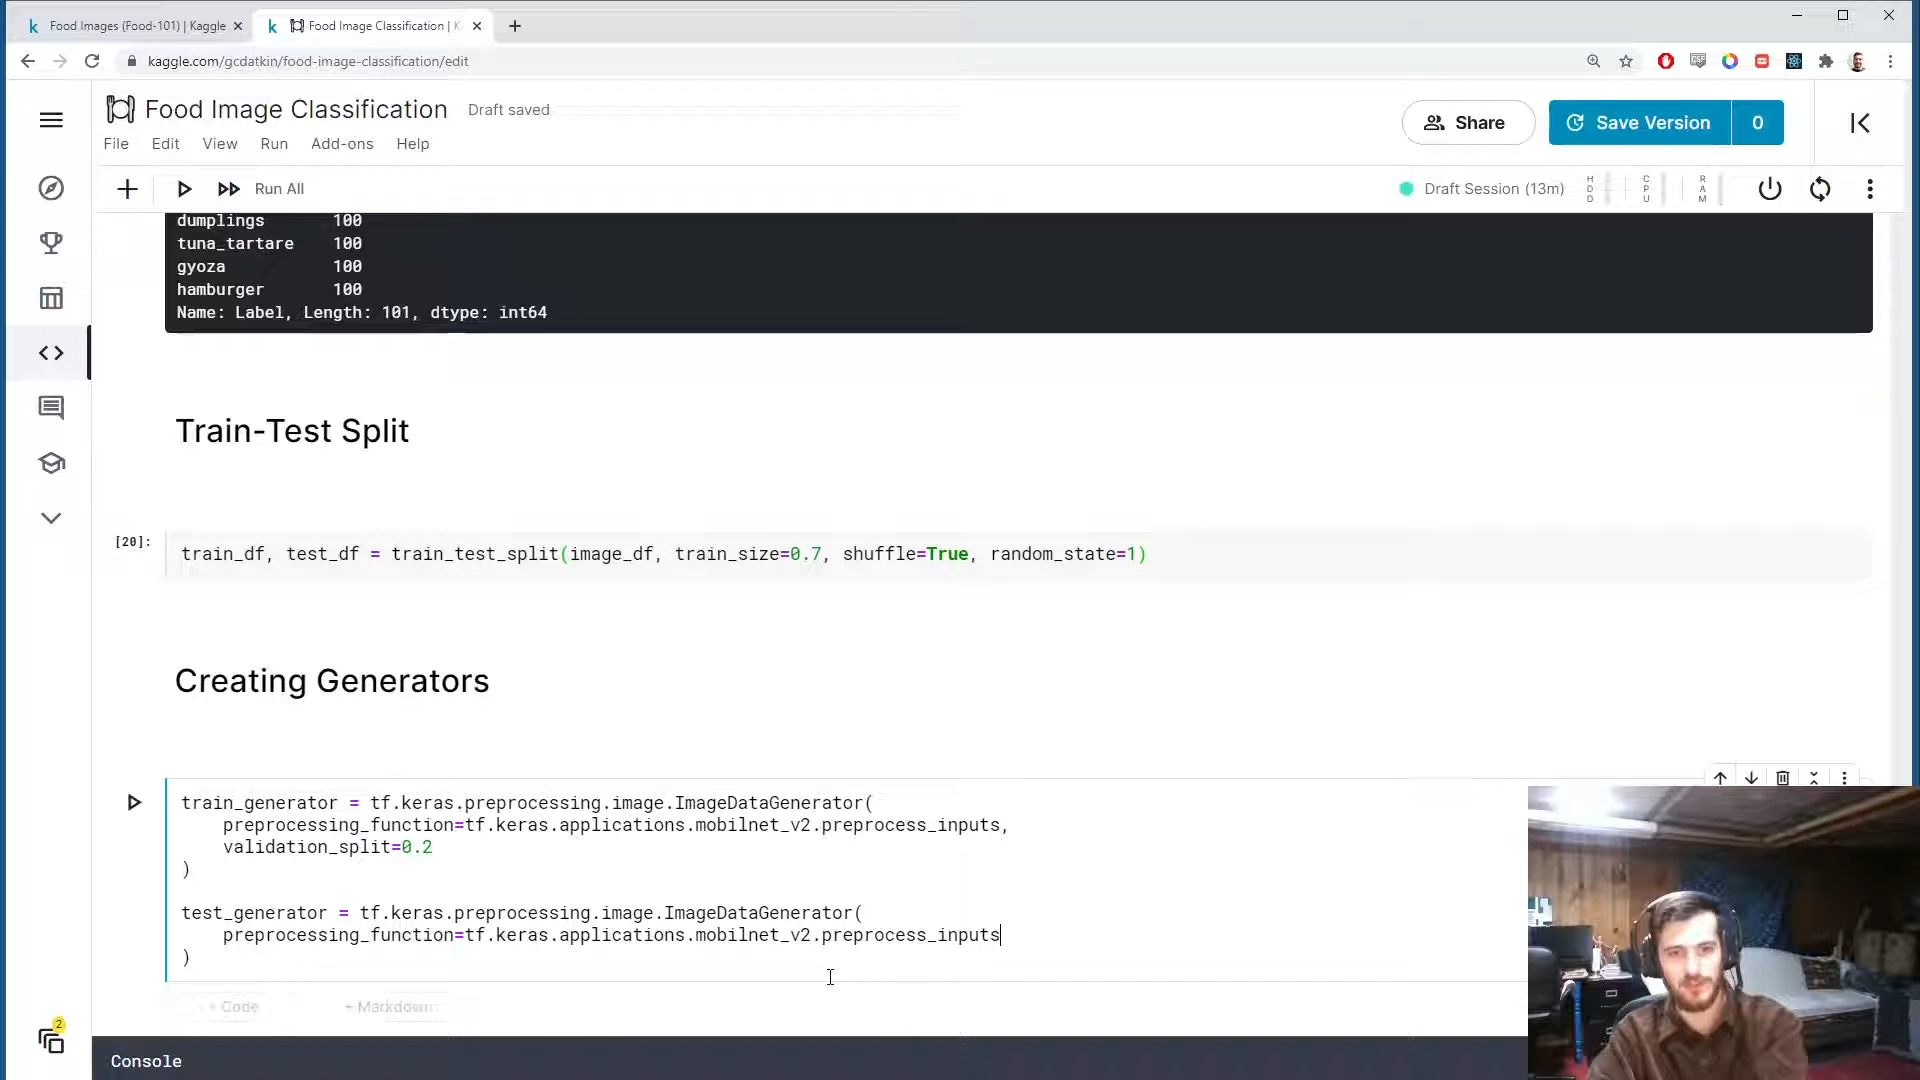 Food Images (Food-101) | Kaggle
Food Image Classification | K
kaggle.com/gcdatkin/food-image-classification/edit
Food Image Classification
Draft saved
File Edit View Run Add-ons Help
Share
Save Version
0
Run All
Draft Session (13m)
HDD
CPU
RAM
dumplings 100
tuna_tartare 100
gyoza 100
hamburger 100
Name: Label, Length: 101, dtype: int64
Train-Test Split
[20]:
train_df, test_df = train_test_split(image_df, train_size=0.7, shuffle=True, random_state=1)
Creating Generators
train_generator = tf.keras.preprocessing.image.ImageDataGenerator(
preprocessing_function=tf.keras.applications.mobilnet_v2.preprocess_inputs,
validation_split=0.2
)
test_generator = tf.keras.preprocessing.image.ImageDataGenerator(
preprocessing_function=tf.keras.applications.mobilnet_v2.preprocess_inputs
)
+ Code
+ Markdown
2
Console